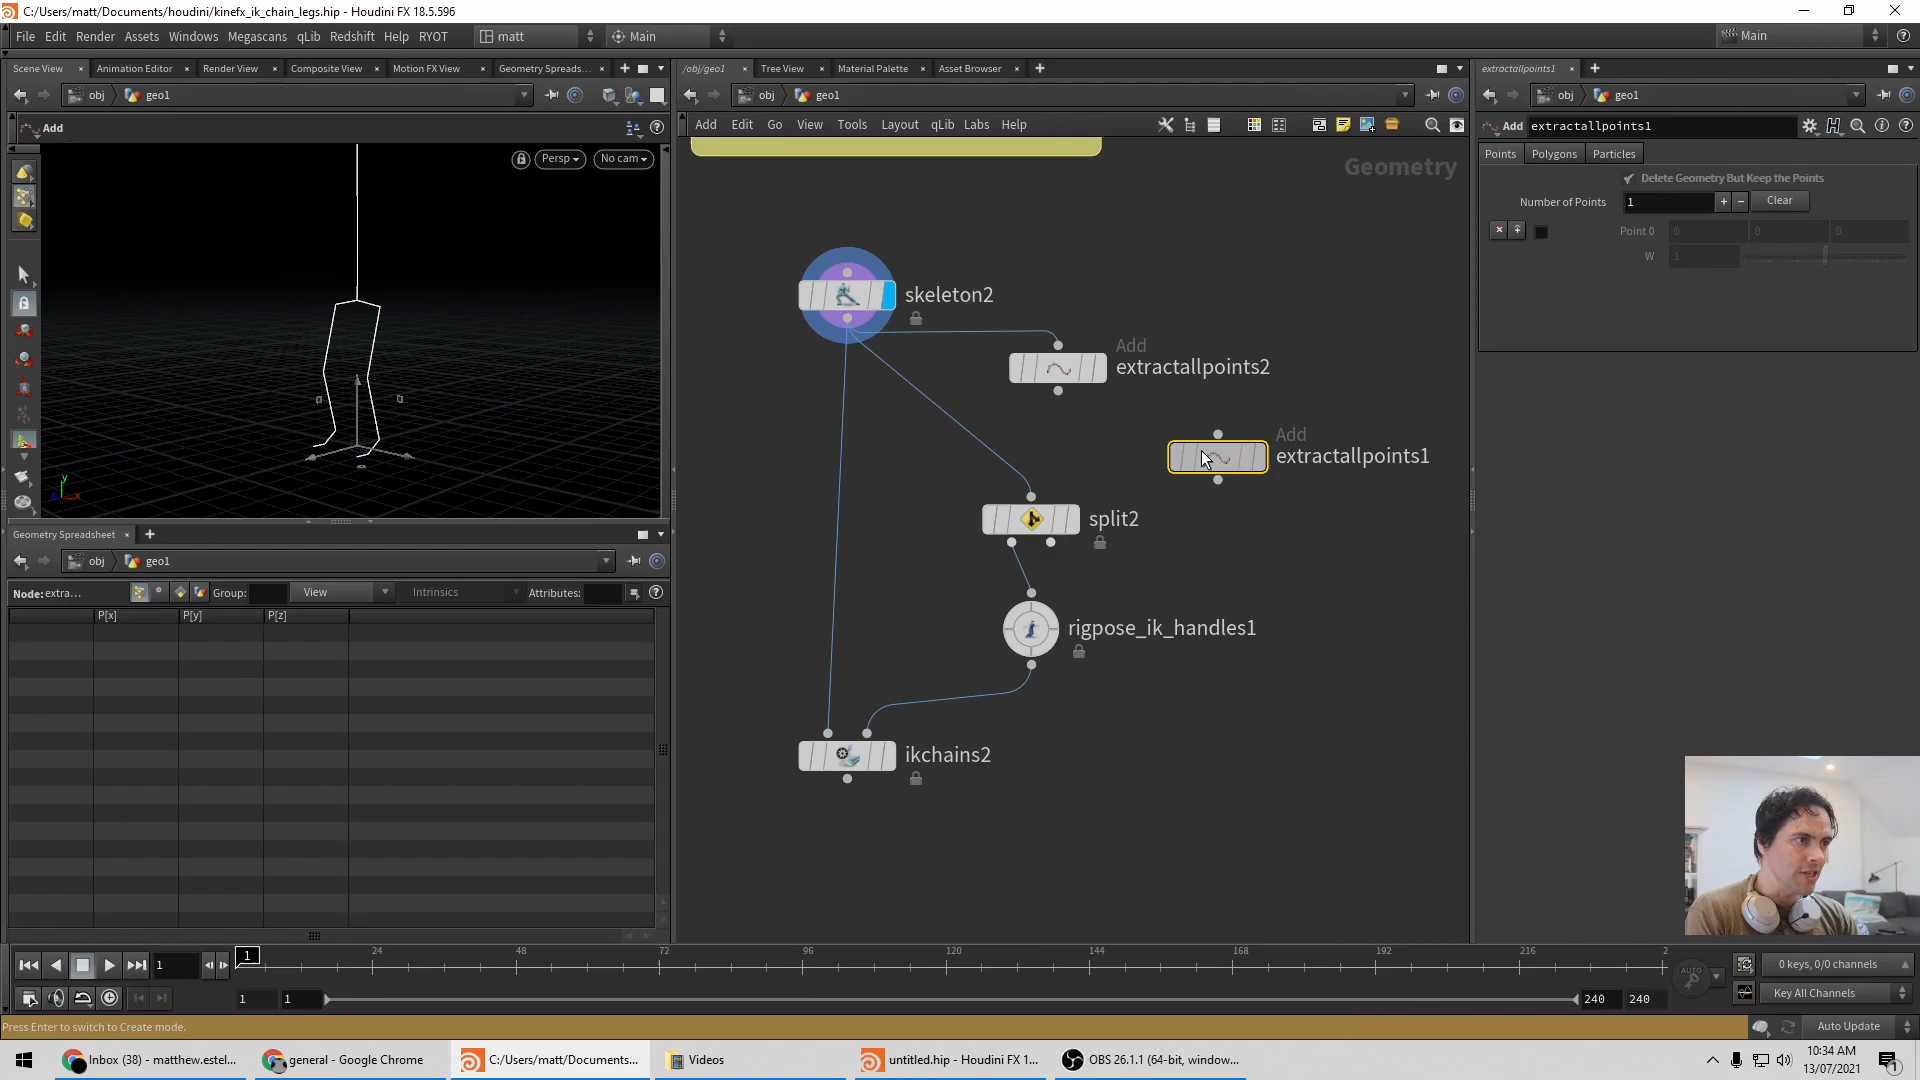 C:/Users/matt/Documents/houdini/kinefx_ik_chain_legs.hip - Houdini FX 18.5.596
File Edit Render Assets Windows Megascans qLib Redshift Help RYOT matt Main Main
Scene View Animation Editor Render View Composite View Motion FX View Geometry Spreads...
obj geo1
Add
Persp No cam
Geometry Spreadsheet
obj geo1
Node: extra... Group: View Intrinsics Attributes:
P[x] P[y] P[z]
/obj/geo1 Tree View Material Palette Asset Browser
obj geo1
Add Edit Go View Tools Layout qLib Labs Help
Geometry
skeleton2
Add
extractallpoints2
Add
extractallpoints1
split2
rigpose_ik_handles1
ikchains2
extractallpoints1
obj geo1
Add extractallpoints1
Points Polygons Particles
Delete Geometry But Keep the Points
Number of Points 1 + - Clear
Point 0 0 0 0
W 1
1 1 24 48 72 96 120 144 168 192 216 2
AUTO
0 keys, 0/0 channels
1 1 240 240 Key All Channels
Press Enter to switch to Create mode.
Auto Update
Inbox (38) - matthew.estel... general - Google Chrome C:/Users/matt/Documents... Videos untitled.hip - Houdini FX 1... OBS 26.1.1 (64-bit, window...
10:34 AM
13/07/2021
1